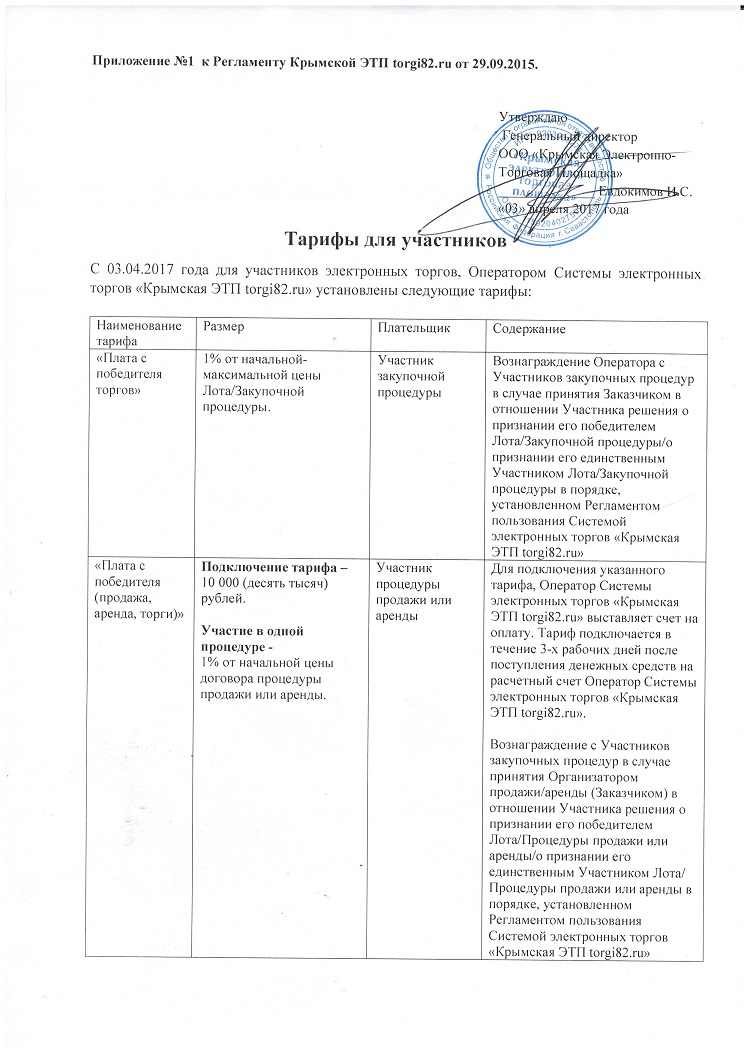 Приложение №1 к Регламенту Крымской ЭТП torgi82.ru от 29.09.2015.
Утверждаю
Генеральный директор
ООО «Крымская Электронно-
Торговая Площадка»
Евдокимов И.С.
«03» апреля 2017 года
Тарифы для участников
С 03.04.2017 года для участников электронных торгов, Оператором Системы электронных
торгов «Крымская ЭТП torgi82.ru» установлены следующие тарифы:
Наименование
тарифа
Размер
Плательщик
Содержание
«Плата с
победителя
торгов»
1% от начальной-
максимальной цены
Лота/Закупочной
процедуры.
Участник
закупочной
процедуры
Вознаграждение Оператора с
Участников закупочных процедур
в случае принятия Заказчиком в
отношении Участника решения о
признании его победителем
Лота/Закупочной процедуры/о
признании его единственным
Участником Лота/Закупочной
процедуры в порядке,
установленном Регламентом
пользования Системой
электронных торгов «Крымская
ЭТП torgi82.ru»
«Плата с
победителя
(продажа,
аренда, торги)»
Подключение тарифа –
10 000 (десять тысяч)
рублей.
Участие в одной
процедуре -
1% от начальной цены
договора процедуры
продажи или аренды.
Участник
процедуры
продажи или
аренды
Для подключения указанного
тарифа, Оператор Системы
электронных торгов «Крымская
ЭТП torgi82.ru» выставляет счет на
оплату. Тариф подключается в
течение 3-х рабочих дней после
поступления денежных средств на
расчетный счет Оператор Системы
электронных торгов «Крымская
ЭТП torgi82.ru».
Вознаграждение с Участников
закупочных процедур в случае
принятия Организатором
продажи/аренды (Заказчиком) в
отношении Участника решения о
признании его победителем
Лота/Процедуры продажи или
аренды/о признании его
единственным Участником Лота/
Процедуры продажи или аренды в
порядке, установленном
Регламентом пользования
Системой электронных торгов
«Крымская ЭТП torgi82.ru»